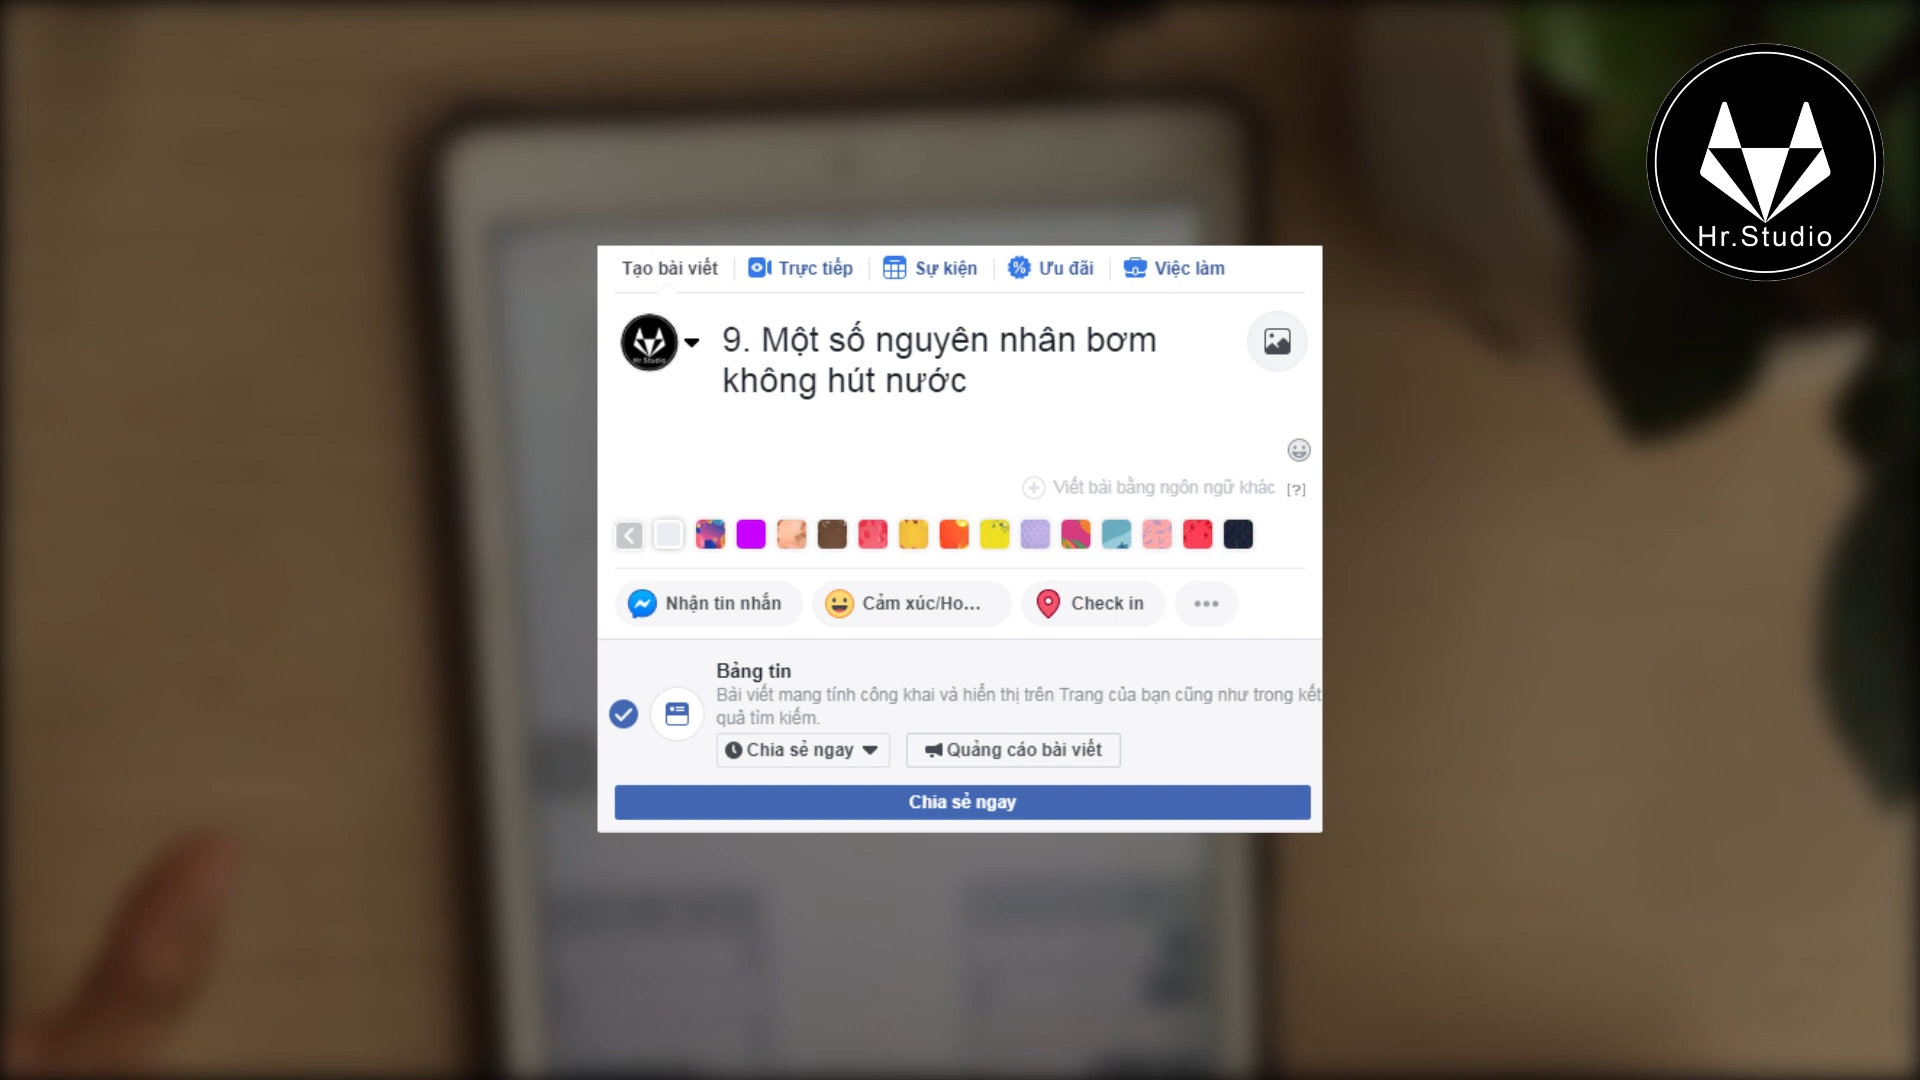 Hr.Studio
Tạo bài viết
Trực tiếp
Sự kiện
Ưu đãi
Việc làm
9. Một số nguyên nhân bơm
không hút nước
Viết bài bằng ngôn ngữ khác [?]
Nhận tin nhắn
Cảm xúc/Ho...
Check in
Bảng tin
Bài viết mang tính công khai và hiển thị trên Trang của bạn cũng như trong kết
quả tìm kiếm.
Chia sẻ ngay
Quảng cáo bài viết
Chia sẻ ngay